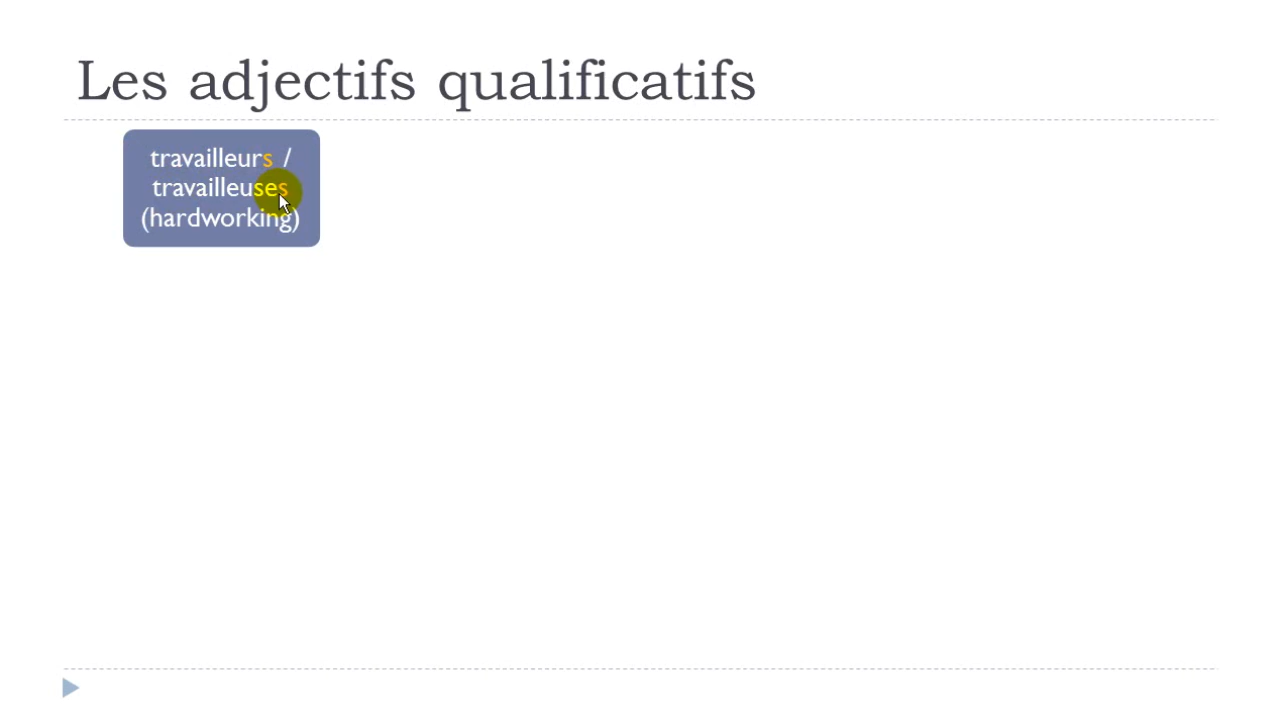 Les adjectifs qualificatifs
travailleurs /
travailleuses
(hardworking)